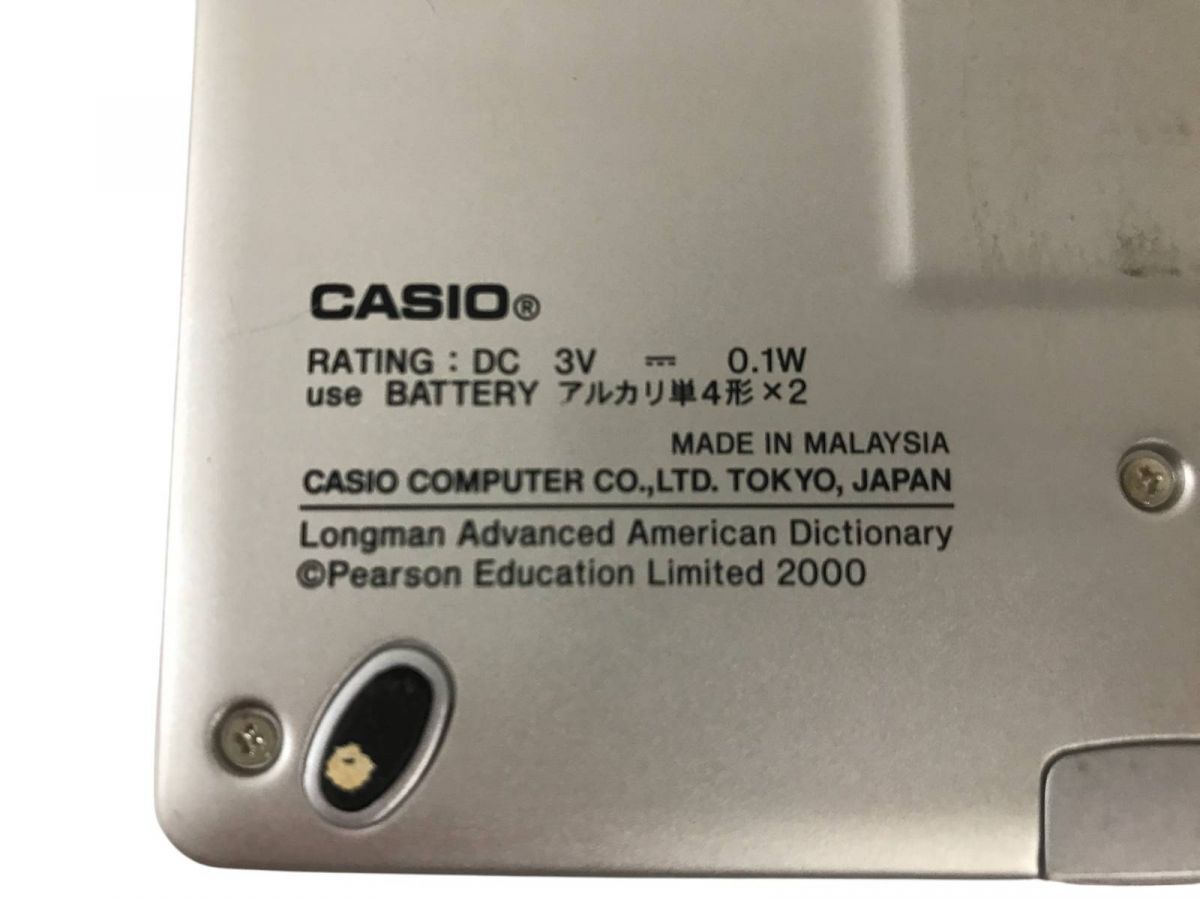 CASIO®
RATING : DC 3V ⎓ 0.1W
use BATTERY アルカリ単4形×2
MADE IN MALAYSIA
CASIO COMPUTER CO.,LTD. TOKYO, JAPAN
Longman Advanced American Dictionary
©Pearson Education Limited 2000